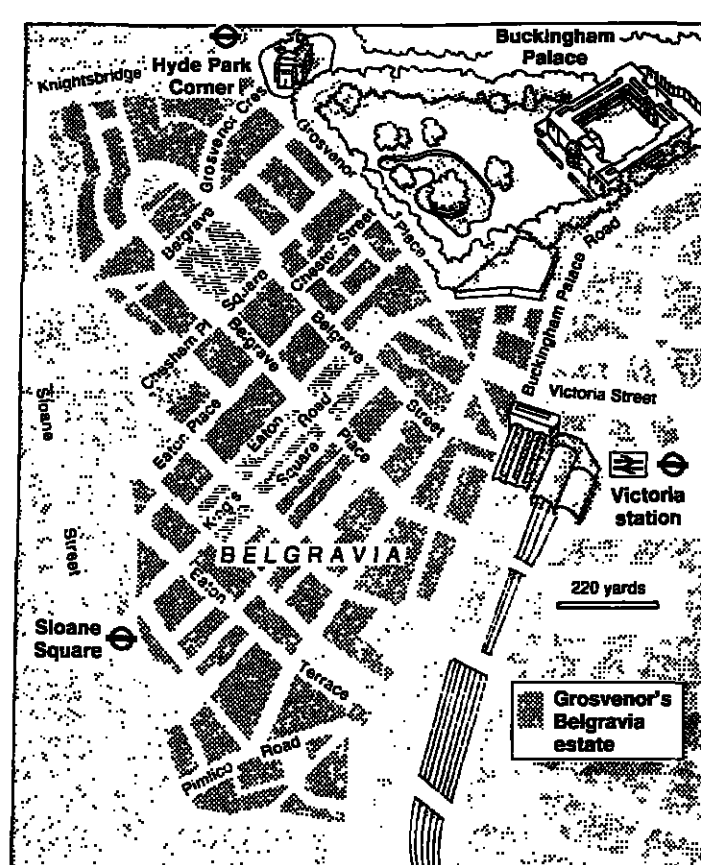 Buckingham
Palace
Hyde Park
Corner
Knightsbridge
Grosvenor Cres
Grosvenor
Place
Belgrave
Square
Chester Street
Buckingham Palace
Road
Belgrave
Belgrave
Street
Chesham
Sloane
Street
Victoria Street
Eaton Place
Eaton
Square
King's
Road
Place
Victoria
station
BELGRAVIA
Eaton
Terrace
220 yards
Sloane
Square
Grosvenor's
Belgravia
estate
Pimlico Road